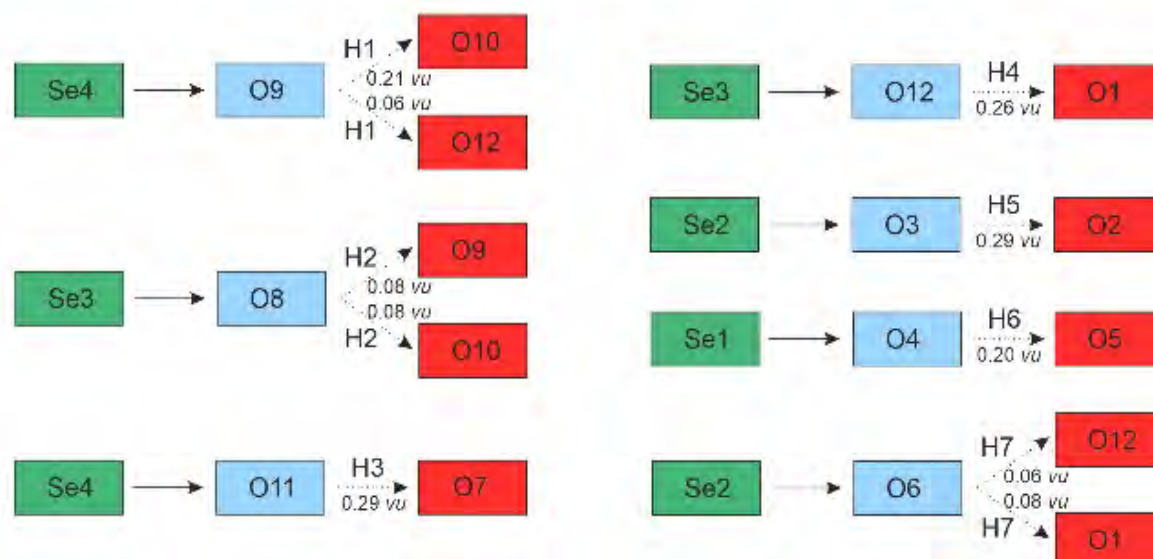 Se4
O9
H1
0.21 vu
0.06 vu
H1
O10
O12
Se3
O8
H2
0.08 vu
0.08 vu
H2
O9
O10
Se4
O11
H3
0.29 vu
O7
Se3
O12
H4
0.26 vu
O1
Se2
O3
H5
0.29 vu
O2
Se1
O4
H6
0.20 vu
O5
Se2
O6
H7
0.06 vu
0.08 vu
H7
O12
O1